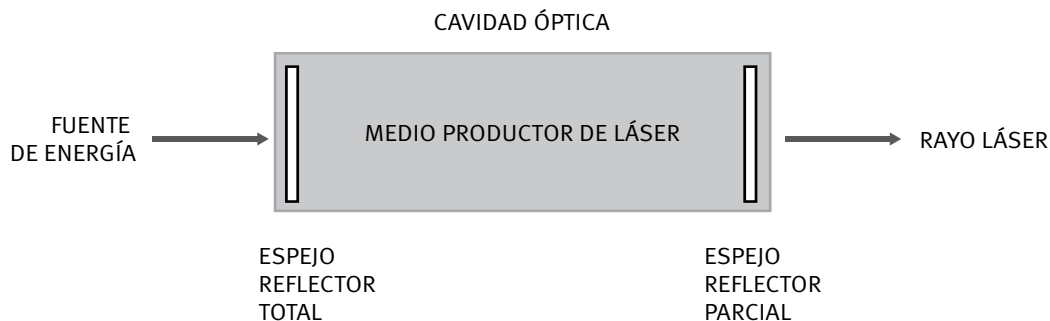 CAVIDAD ÓPTICA
FUENTE
DE ENERGÍA
MEDIO PRODUCTOR DE LÁSER
RAYO LÁSER
ESPEJO
REFLECTOR
TOTAL
ESPEJO
REFLECTOR
PARCIAL